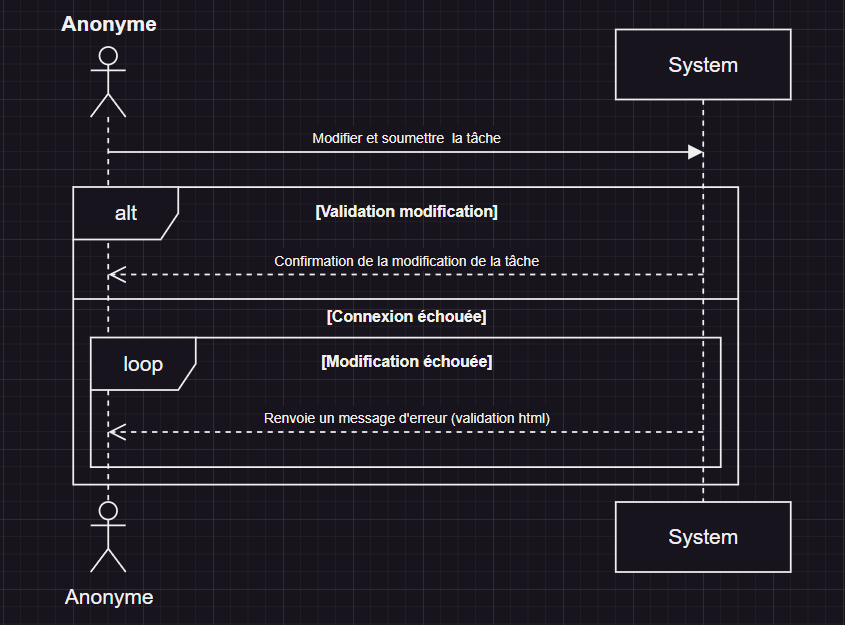 Anonyme
System
Modifier et soumettre  la tâche
alt
[Validation modification]
Confirmation de la modification de la tâche
[Connexion échouée]
loop
[Modification échouée]
Renvoie un message d'erreur (validation html)
System
Anonyme